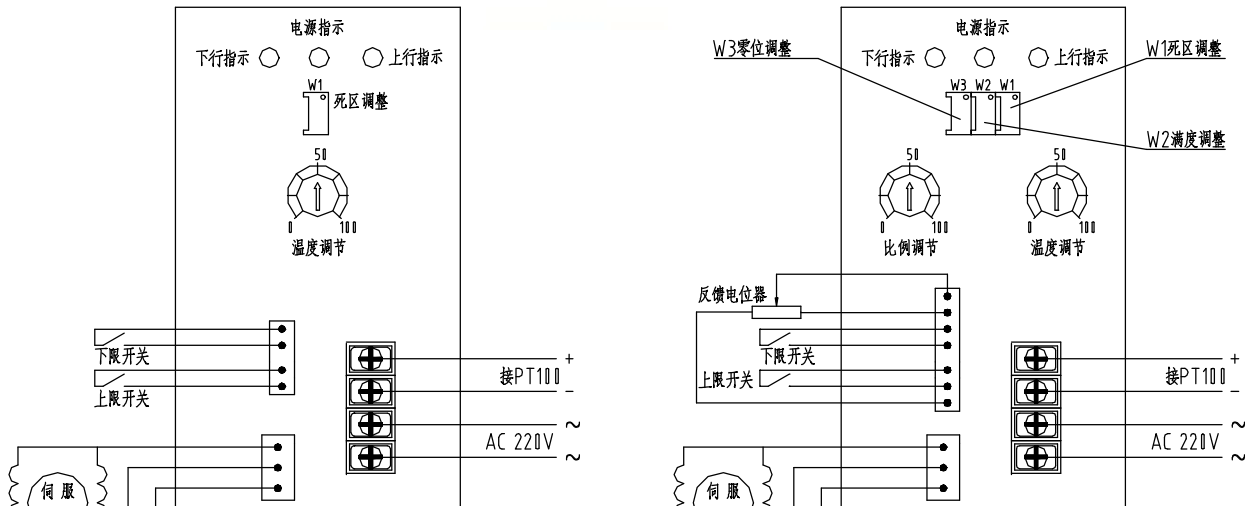 电源指示
下行指示
上行指示
W1
死区调整
50
0
100
温度调节
下限开关
上限开关
+
接PT100
-
~
AC 220V
~
伺服
电源指示
W3零位调整
下行指示
上行指示
W1死区调整
W3 W2 W1
W2满度调整
50
0
100
比例调节
50
0
100
温度调节
反馈电位器
下限开关
上限开关
+
接PT100
-
~
AC 220V
~
伺服